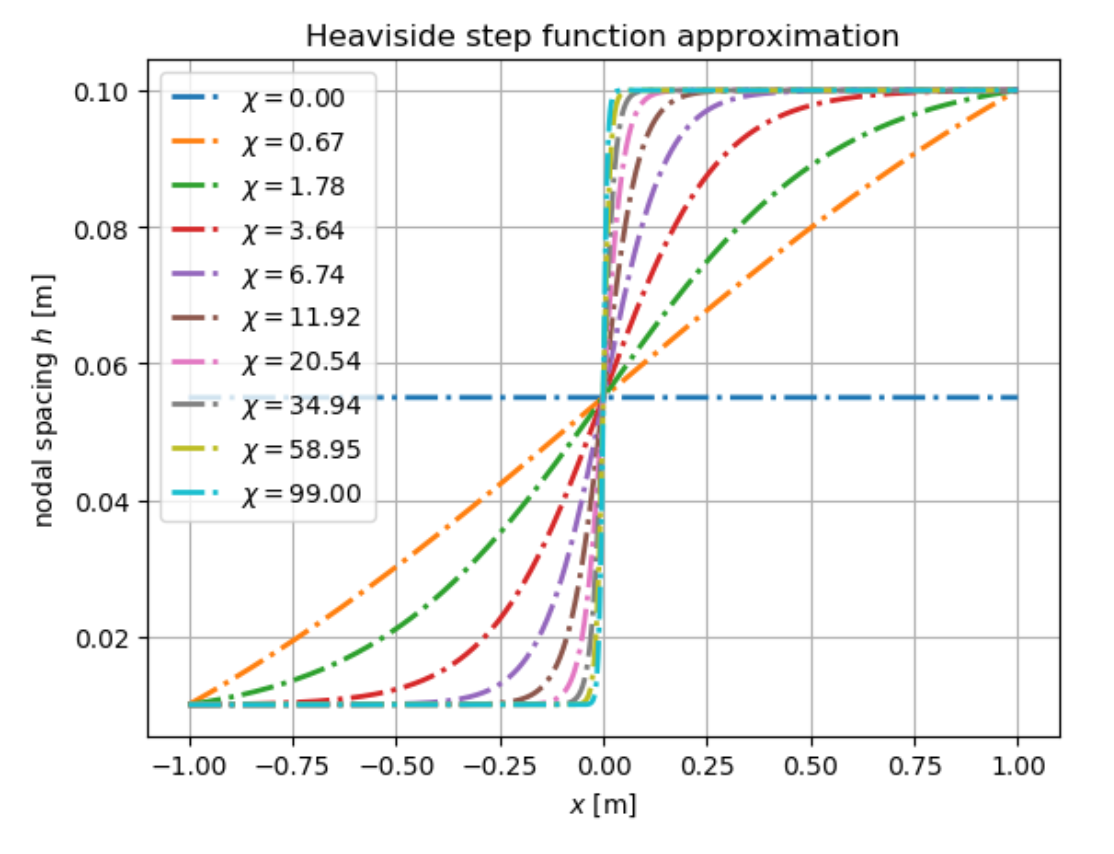 Heaviside step function approximation
nodal spacing h [m]
0.10
0.08
0.06
0.04
0.02
χ = 0.00
χ = 0.67
χ = 1.78
χ = 3.64
χ = 6.74
χ = 11.92
χ = 20.54
χ = 34.94
χ = 58.95
χ = 99.00
−1.00 −0.75 −0.50 −0.25 0.00 0.25 0.50 0.75 1.00
x [m]